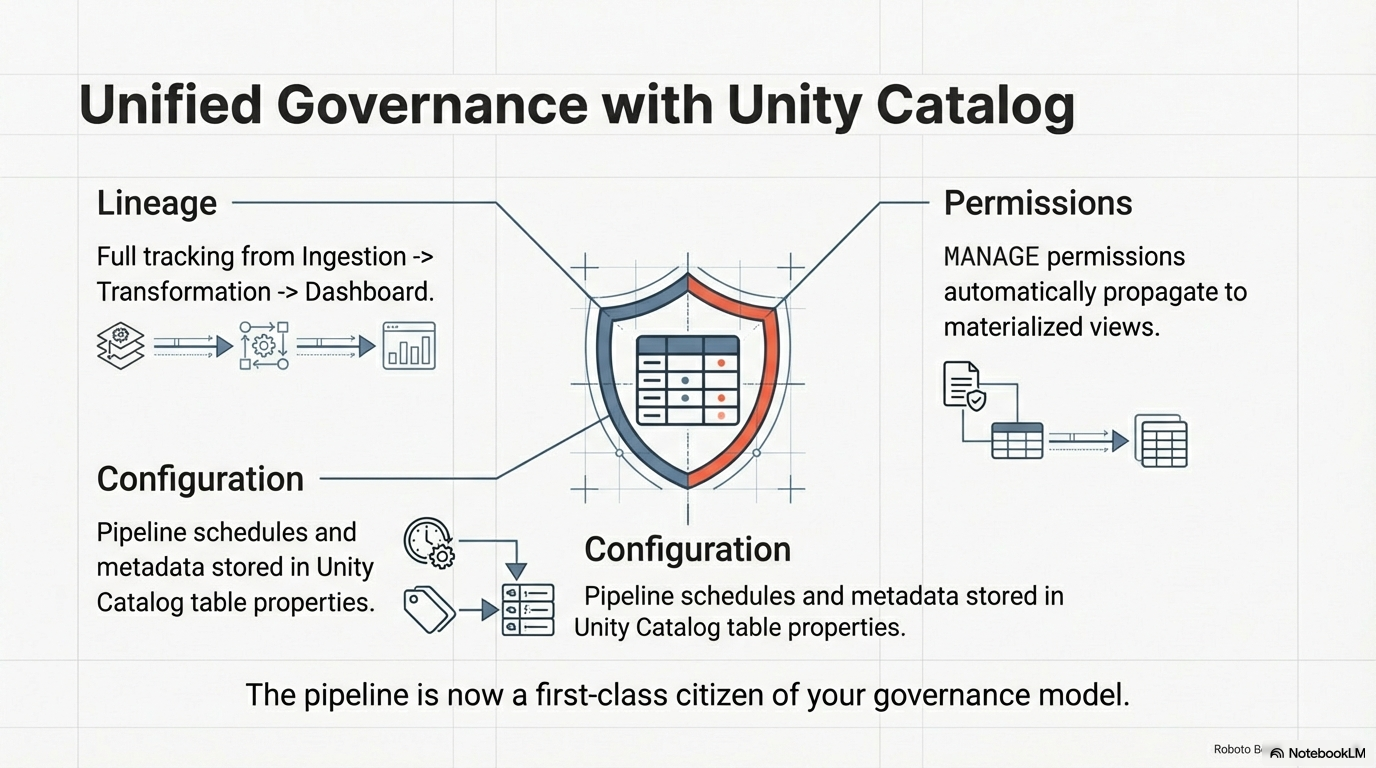 Unified Governance with Unity Catalog
Lineage
Full tracking from Ingestion ->
Transformation -> Dashboard.
Permissions
MANAGE permissions
automatically propagate to
materialized views.
Configuration
Pipeline schedules and
metadata stored in Unity
Catalog table properties.
Configuration
Pipeline schedules and metadata stored in
Unity Catalog table properties.
The pipeline is now a first-class citizen of your governance model.
Roboto
NotebookLM